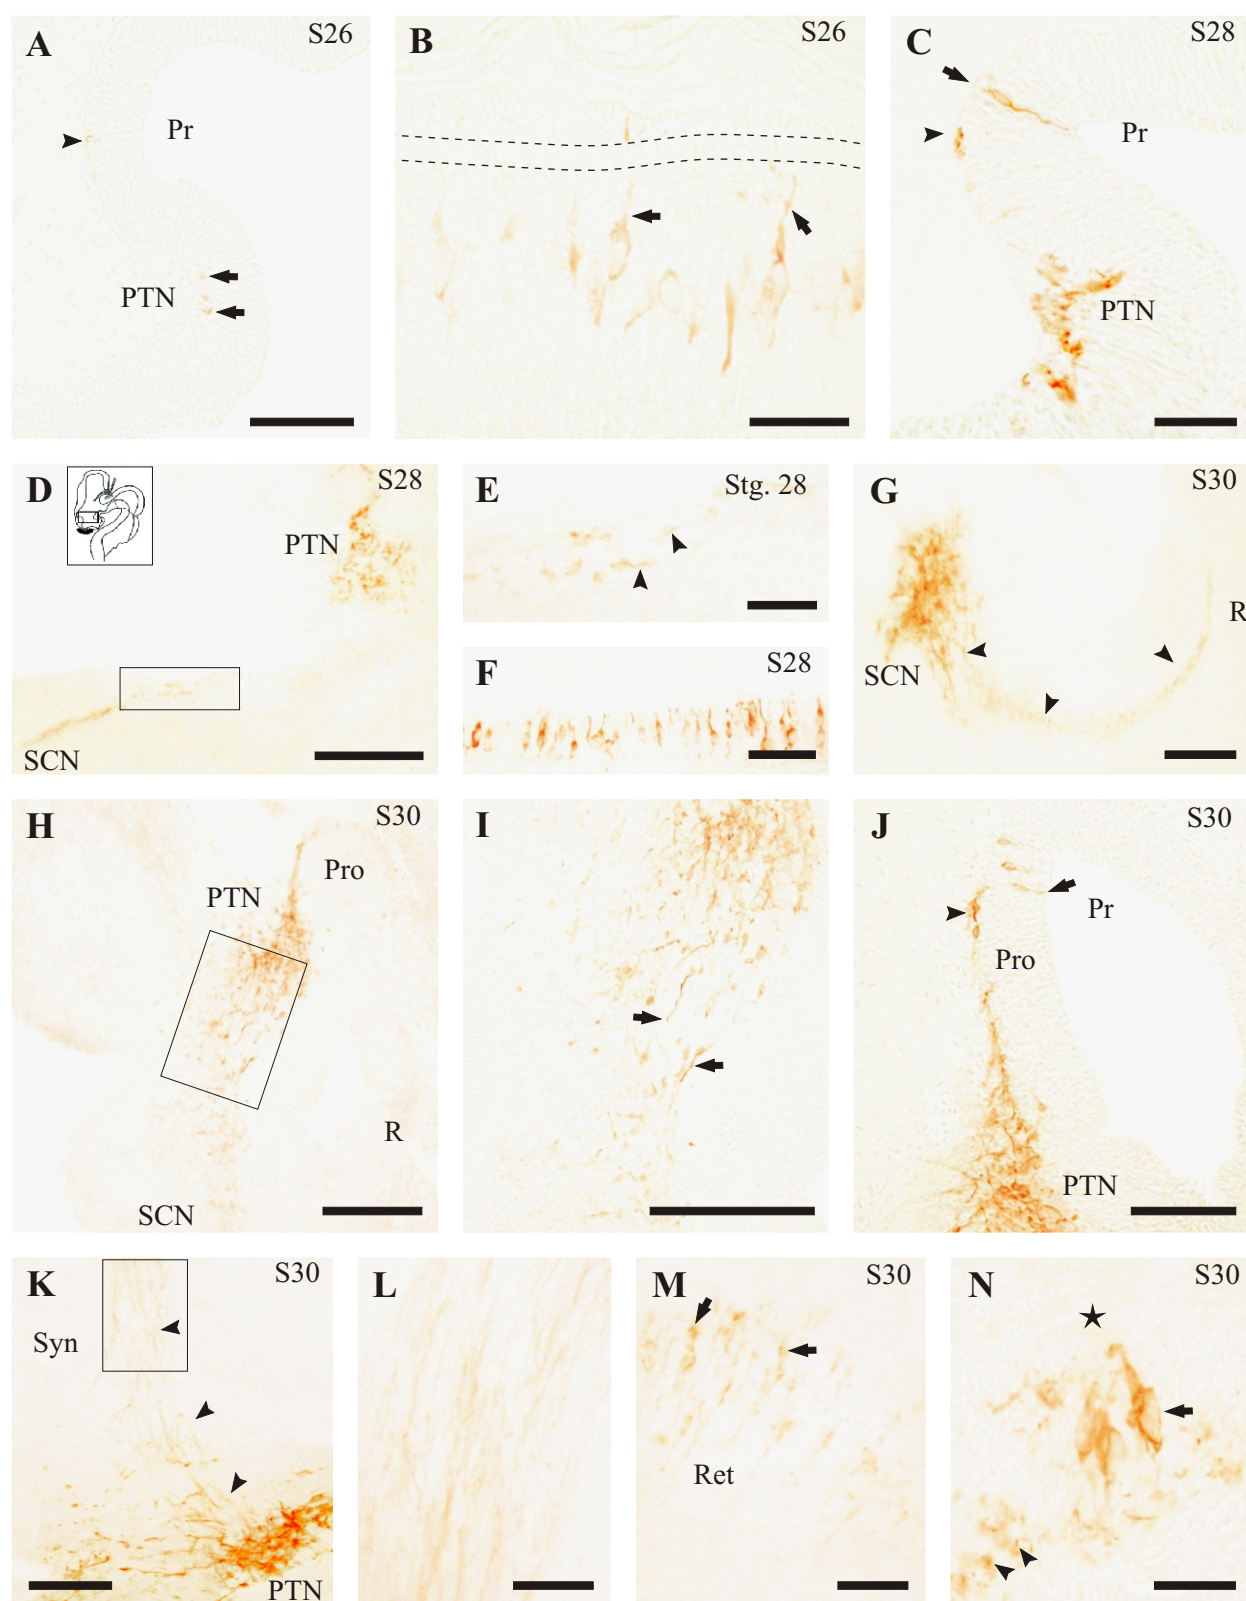 A
S26
Pr
PTN
B
S26
C
S28
Pr
PTN
D
S28
PTN
SCN
E
Stg. 28
F
S28
G
S30
R
SCN
H
S30
Pro
PTN
R
SCN
I
J
S30
Pr
Pro
PTN
K
S30
Syn
PTN
L
M
S30
Ret
N
S30